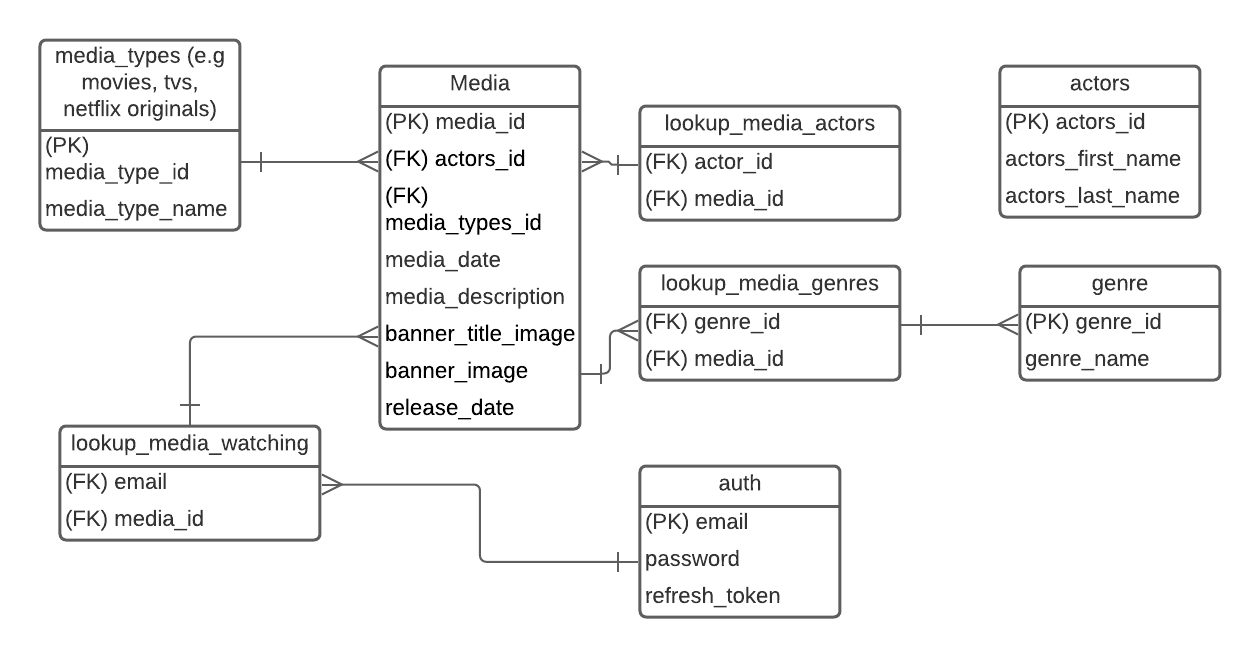 media_types (e.g
movies, tvs,
netflix originals)
(PK)
media_type_id
media_type_name
Media
(PK) media_id
(FK) actors_id
(FK)
media_types_id
media_date
media_description
banner_title_image
banner_image
release_date
lookup_media_actors
(FK) actor_id
(FK) media_id
actors
(PK) actors_id
actors_first_name
actors_last_name
lookup_media_genres
(FK) genre_id
(FK) media_id
genre
(PK) genre_id
genre_name
lookup_media_watching
(FK) email
(FK) media_id
auth
(PK) email
password
refresh_token